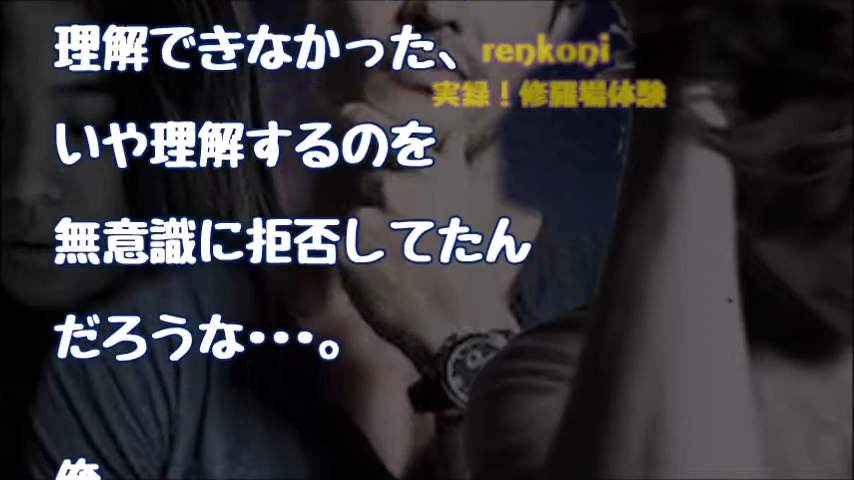 理解できなかった、
renkoni
実録！修羅場体験
いや理解するのを
無意識に拒否してたん
だろうな･･･。
俺